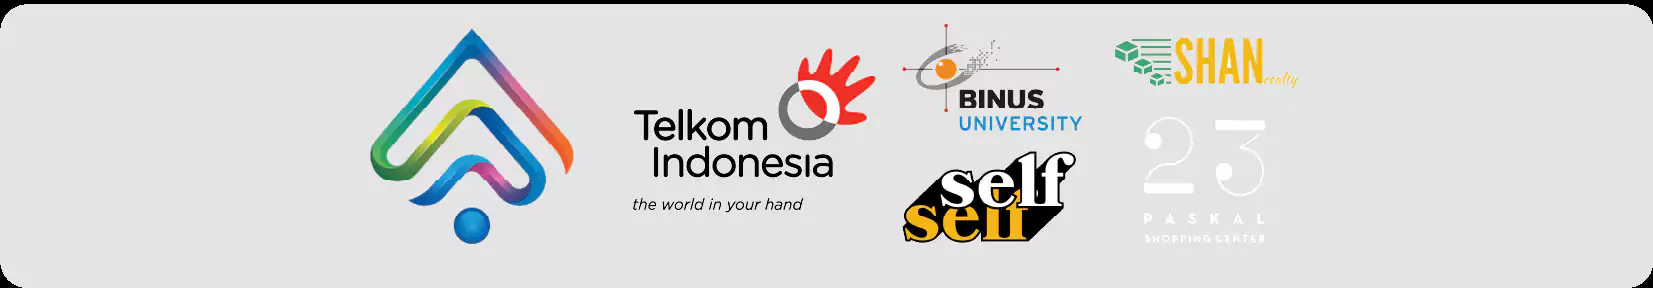 Telkom
Indonesia
the world in your hand
BINUS
UNIVERSITY
self
self
SHAN
realty
23
PASKAL
SHOPPING CENTER